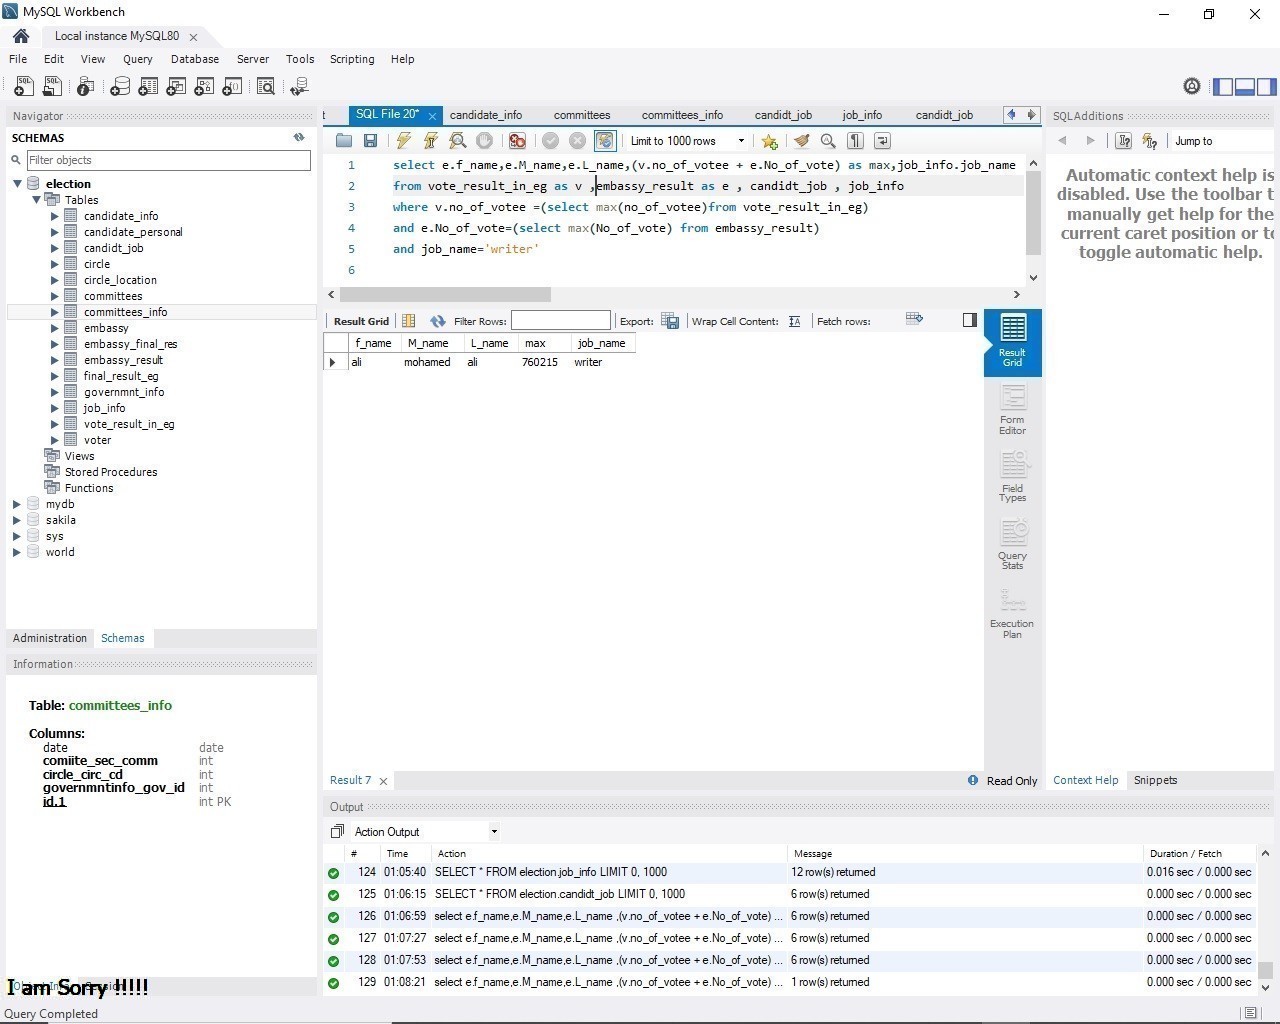 MySQL Workbench
Local instance MySQL80
File Edit View Query Database Server Tools Scripting Help
Navigator
SCHEMAS
Filter objects
election
Tables
candidate_info
candidate_personal
candidt_job
circle
circle_location
committees
committees_info
embassy
embassy_final_res
embassy_result
final_result_eg
governmnt_info
job_info
vote_result_in_eg
voter
Views
Stored Procedures
Functions
mydb
sakila
sys
world
Administration Schemas
Information
Table: committees_info
Columns:
date date
comiite_sec_comm int
circle_circ_cd int
governmntinfo_gov_id int
id.1 int PK
I am Sorry !!!!!
Query Completed
SQL File 20* candidate_info committees committees_info candidt_job job_info candidt_job
Limit to 1000 rows
1 select e.f_name,e.M_name,e.L_name,(v.no_of_votee + e.No_of_vote) as max,job_info.job_name
2 from vote_result_in_eg as v ,embassy_result as e , candidt_job , job_info
3 where v.no_of_votee =(select max(no_of_votee)from vote_result_in_eg)
4 and e.No_of_vote=(select max(No_of_vote) from embassy_result)
5 and job_name='writer'
6
Result Grid Filter Rows: Export: Wrap Cell Content: Fetch rows:
f_name M_name L_name max job_name
ali mohamed ali 760215 writer
Result Grid
Form Editor
Field Types
Query Stats
Execution Plan
Result 7 Read Only
SQLAdditions
Jump to
Automatic context help is
disabled. Use the toolbar t
manually get help for the
current caret position or to
toggle automatic help.
Context Help Snippets
Output
Action Output
# Time Action Message Duration / Fetch
124 01:05:40 SELECT * FROM election.job_info LIMIT 0, 1000 12 row(s) returned 0.016 sec / 0.000 sec
125 01:06:15 SELECT * FROM election.candidt_job LIMIT 0, 1000 6 row(s) returned 0.000 sec / 0.000 sec
126 01:06:59 select e.f_name,e.M_name,e.L_name ,(v.no_of_votee + e.No_of_vote) ... 6 row(s) returned 0.000 sec / 0.000 sec
127 01:07:27 select e.f_name,e.M_name,e.L_name ,(v.no_of_votee + e.No_of_vote) ... 6 row(s) returned 0.000 sec / 0.000 sec
128 01:07:53 select e.f_name,e.M_name,e.L_name ,(v.no_of_votee + e.No_of_vote) ... 6 row(s) returned 0.000 sec / 0.000 sec
129 01:08:21 select e.f_name,e.M_name,e.L_name ,(v.no_of_votee + e.No_of_vote) ... 1 row(s) returned 0.000 sec / 0.000 sec